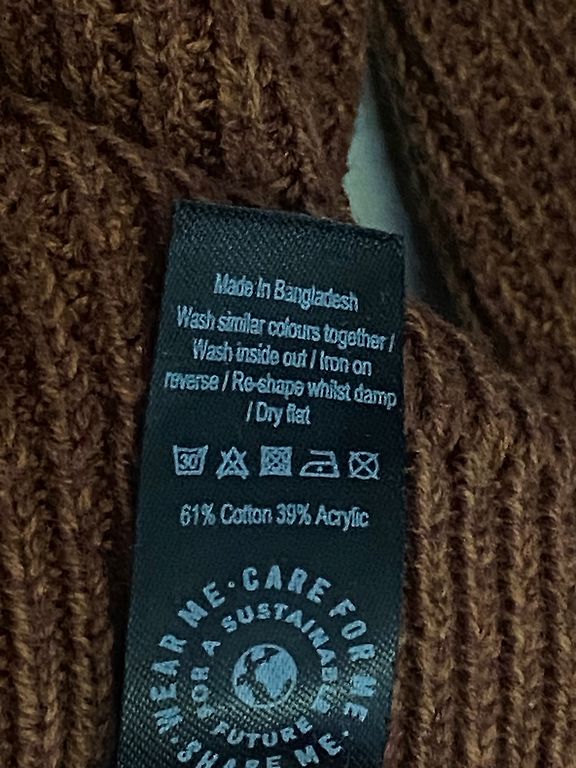 Made In Bangladesh
Wash similar colours together /
Wash inside out / Iron on
reverse / Re-shape whilst damp
/ Dry flat
30
61% Cotton 39% Acrylic
WEAR ME · CARE FOR ME · SHARE ME ·
FOR A SUSTAINABLE FUTURE